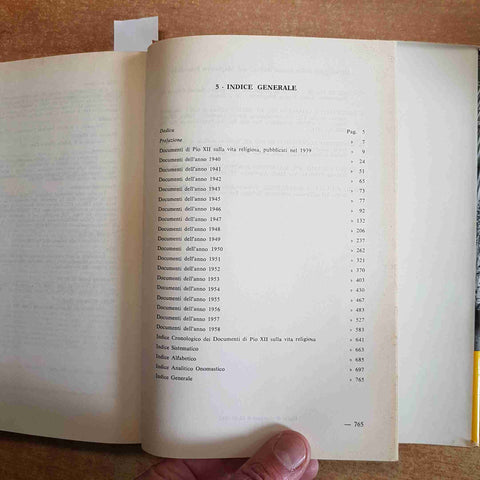 5 - INDICE GENERALE
Dedica Pag. 5
Prefazione » 7
Documenti di Pio XII sulla vita religiosa, pubblicati nel 1939 » 9
Documenti dell'anno 1940 » 24
Documenti dell'anno 1941 » 51
Documenti dell'anno 1942 » 65
Documenti dell'anno 1943 » 73
Documenti dell'anno 1945 » 77
Documenti dell'anno 1946 » 92
Documenti dell'anno 1947 » 132
Documenti dell'anno 1948 » 206
Documenti dell'anno 1949 » 237
Documenti dell'anno 1950 » 262
Documenti dell'anno 1951 » 321
Documenti dell'anno 1952 » 370
Documenti dell'anno 1953 » 403
Documenti dell'anno 1954 » 430
Documenti dell'anno 1955 » 467
Documenti dell'anno 1956 » 483
Documenti dell'anno 1957 » 527
Documenti dell'anno 1958 » 583
Indice Cronologico dei Documenti di Pio XII sulla vita religiosa » 641
Indice Sistematico » 663
Indice Alfabetico » 685
Indice Analitico Onomastico » 697
Indice Generale » 765
— 765